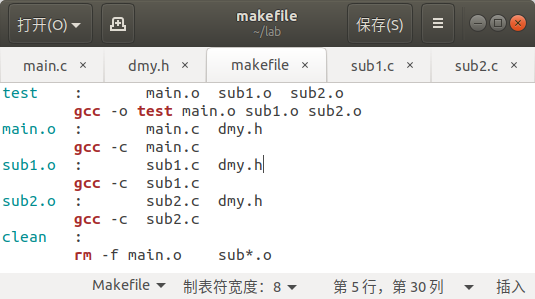 打开(O) makefile 保存(S)
~/lab
main.c × dmy.h × makefile × sub1.c × sub2.c ×
test : main.o sub1.o sub2.o
gcc -o test main.o sub1.o sub2.o
main.o : main.c dmy.h
gcc -c main.c
sub1.o : sub1.c dmy.h
gcc -c sub1.c
sub2.o : sub2.c dmy.h
gcc -c sub2.c
clean :
rm -f main.o sub*.o
Makefile 制表符宽度：8 第 5 行，第 30 列 插入